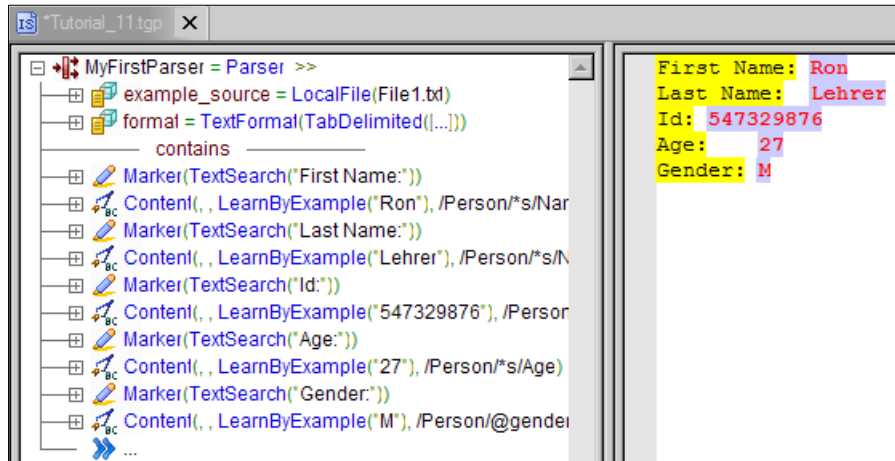 *Tutorial_11.tgp
MyFirstParser = Parser >>
example_source = LocalFile(File1.txt)
format = TextFormat(TabDelimited([...]))
contains
Marker(TextSearch("First Name:"))
Content(, , LearnByExample("Ron"), /Person/*s/Nar
Marker(TextSearch("Last Name:"))
Content(, , LearnByExample("Lehrer"), /Person/*s/N
Marker(TextSearch("Id:"))
Content(, , LearnByExample("547329876"), /Person
Marker(TextSearch("Age:"))
Content(, , LearnByExample("27"), /Person/*s/Age)
Marker(TextSearch("Gender:"))
Content(, , LearnByExample("M"), /Person/@gender
...
First Name: Ron
Last Name: Lehrer
Id: 547329876
Age: 27
Gender: M